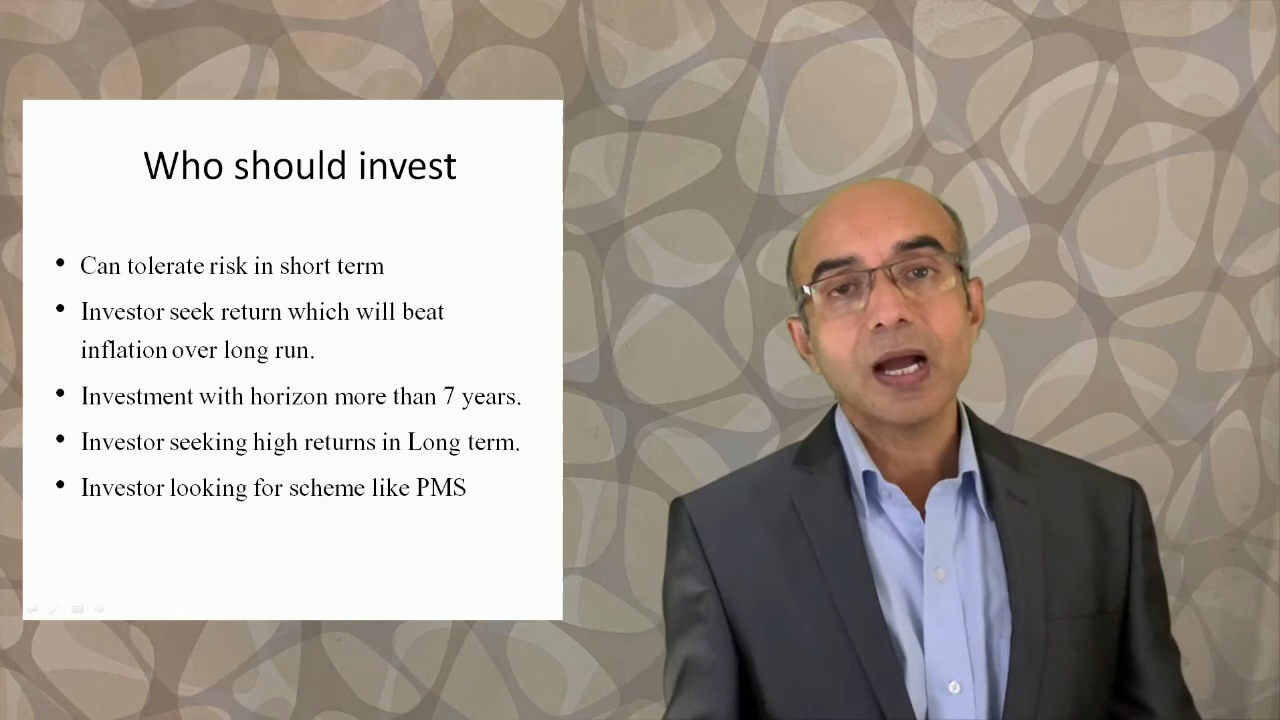 Who should invest
• Can tolerate risk in short term
• Investor seek return which will beat
inflation over long run.
• Investment with horizon more than 7 years.
• Investor seeking high returns in Long term.
• Investor looking for scheme like PMS